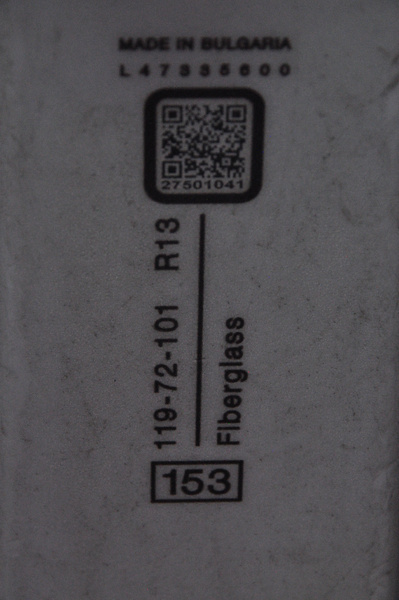 MADE IN BULGARIA
L47335600
27501041
119-72-101 R13
Fiberglass
153